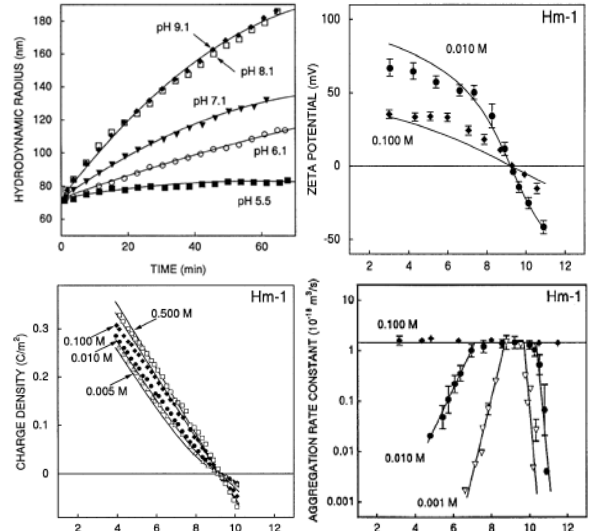 HYDRODYNAMIC RADIUS (nm)
180
160
140
120
100
80
60
pH 9.1
pH 8.1
pH 7.1
pH 6.1
pH 5.5
0 10 20 30 40 50 60
TIME (min)
Hm-1
ZETA POTENTIAL (mV)
100
50
0
-50
0.010 M
0.100 M
2 4 6 8 10 12
Hm-1
CHARGE DENSITY (C/m²)
0.3
0.2
0.1
0
0.500 M
0.100 M
0.010 M
0.005 M
2 4 6 8 10 12
Hm-1
AGGREGATION RATE CONSTANT (10⁻¹⁸ m³/s)
1
0.1
0.01
0.001
0.100 M
0.010 M
0.001 M
2 4 6 8 10 12